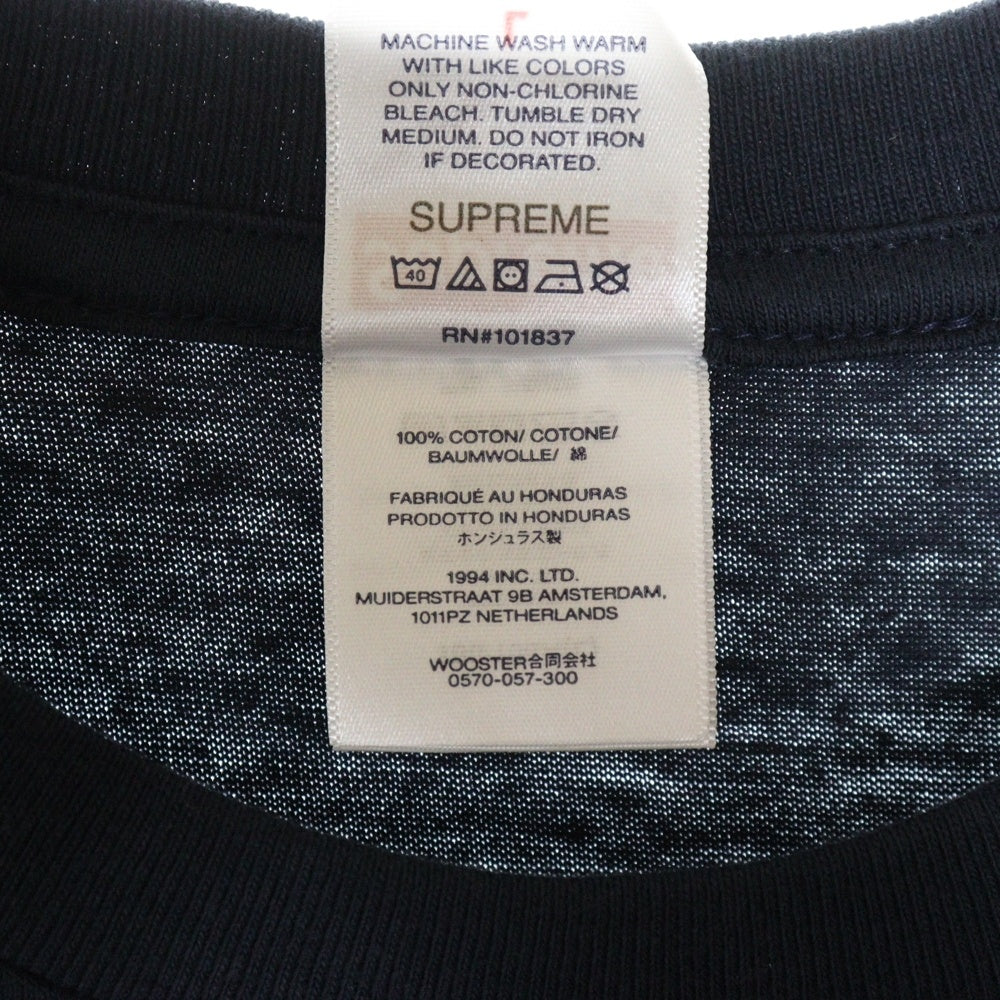 MACHINE WASH WARM
WITH LIKE COLORS
ONLY NON-CHLORINE
BLEACH. TUMBLE DRY
MEDIUM. DO NOT IRON
IF DECORATED.
SUPREME
40
RN#101837
100% COTON/ COTONE/
BAUMWOLLE/ 綿
FABRIQUÉ AU HONDURAS
PRODOTTO IN HONDURAS
ホンジュラス製
1994 INC. LTD.
MUIDERSTRAAT 9B AMSTERDAM,
1011PZ NETHERLANDS
WOOSTER合同会社
0570-057-300